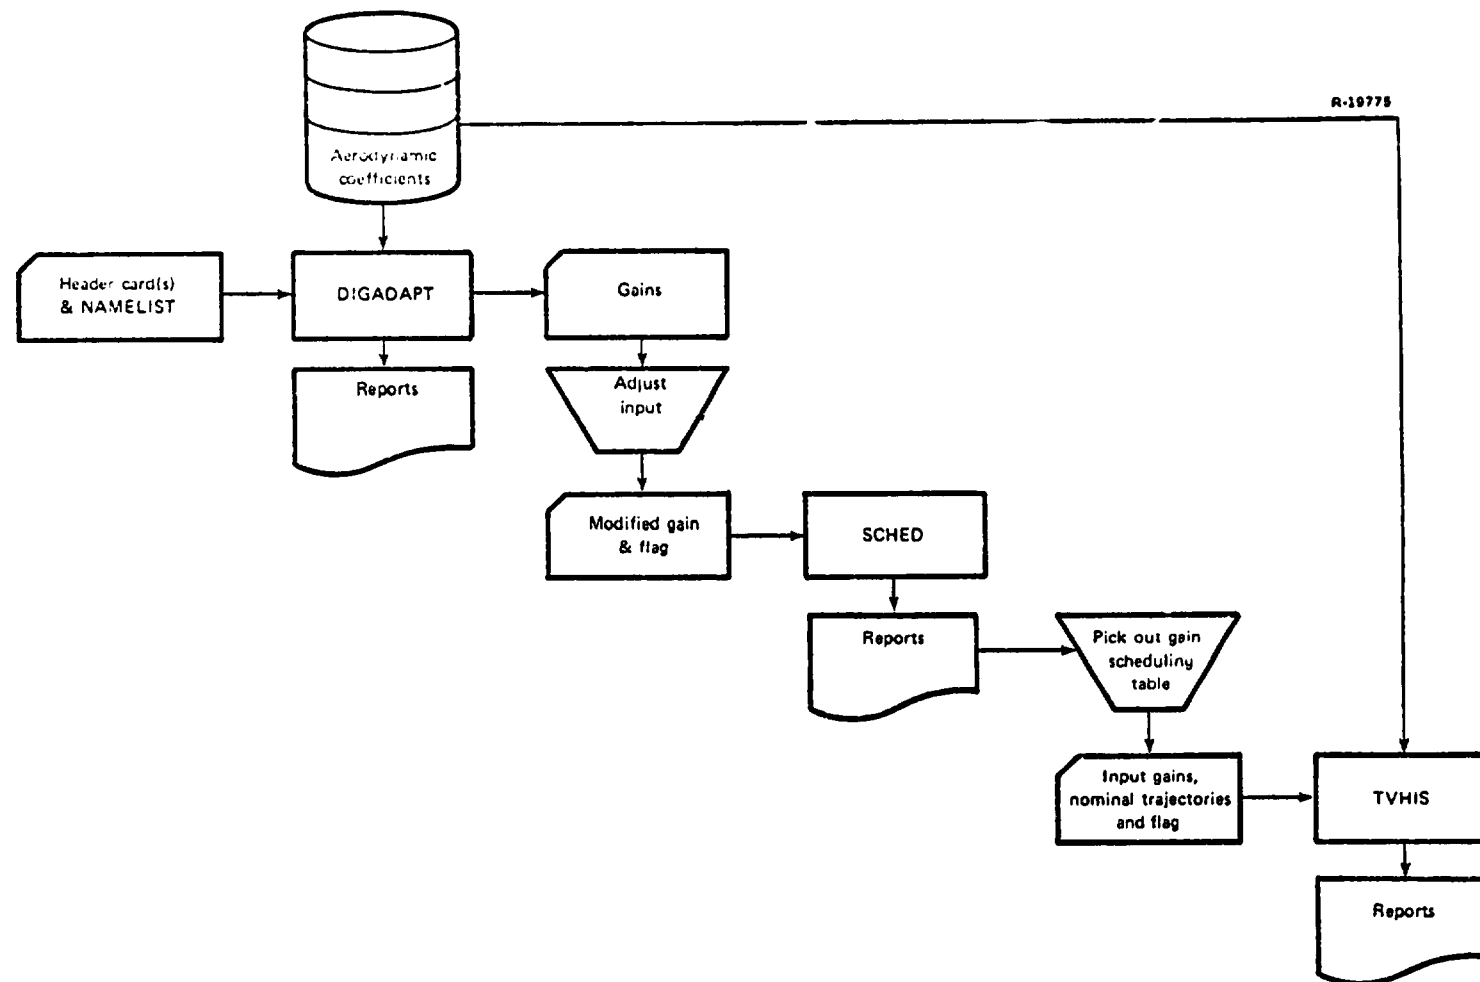 R-19775
Aerodynamic
coefficients
Header card(s)
& NAMELIST
DIGADAPT
Gains
Reports
Adjust
input
Modified gain
& flag
SCHED
Reports
Pick out gain
scheduling
table
Input gains,
nominal trajectories
and flag
TVHIS
Reports